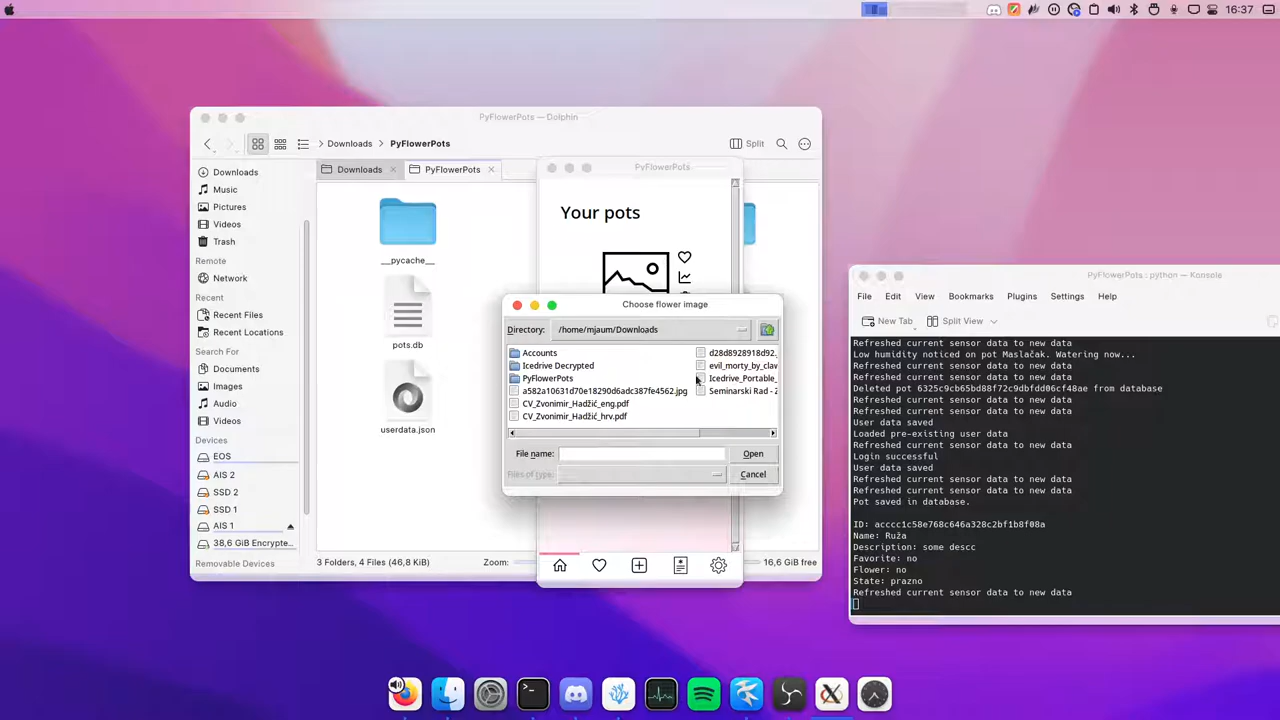 16:37
PyFlowerPots — Dolphin
Downloads
PyFlowerPots
Split
Downloads
PyFlowerPots
Downloads
Music
Pictures
Videos
Trash
Remote
Network
Recent
Recent Files
Recent Locations
Search For
Documents
Images
Audio
Videos
Devices
EOS
AIS 2
SSD 2
SSD 1
AIS 1
38,6 GiB Encrypte...
Removable Devices
__pycache__
pots.db
userdata.json
3 Folders, 4 Files (46,8 KiB)
Zoom:
16,6 GiB free
PyFlowerPots
Your pots
Choose flower image
Directory:
/home/mjaum/Downloads
Accounts
Icedrive Decrypted
PyFlowerPots
a582a10631d70e18290d6adc387fe4562.jpg
CV_Zvonimir_Hadžić_eng.pdf
CV_Zvonimir_Hadžić_hrv.pdf
d28d8928918d92.
evil_morty_by_clav
Icedrive_Portable_
Seminarski Rad - Z
File name:
Open
Files of type:
Cancel
PyFlowerPots : python — Konsole
File Edit View Bookmarks Plugins Settings Help
New Tab
Split View
Refreshed current sensor data to new data
Low humidity noticed on pot Maslačak. Watering now...
Refreshed current sensor data to new data
Refreshed current sensor data to new data
Deleted pot 6325c9cb65bd88f72c9dbfdd06cf48ae from database
Refreshed current sensor data to new data
Refreshed current sensor data to new data
User data saved
Loaded pre-existing user data
Refreshed current sensor data to new data
Login successful
User data saved
Refreshed current sensor data to new data
Refreshed current sensor data to new data
Pot saved in database.
ID: acccc1c58e768c646a328c2bf1b8f08a
Name: Ruža
Description: some descc
Favorite: no
Flower: no
State: prazno
Refreshed current sensor data to new data